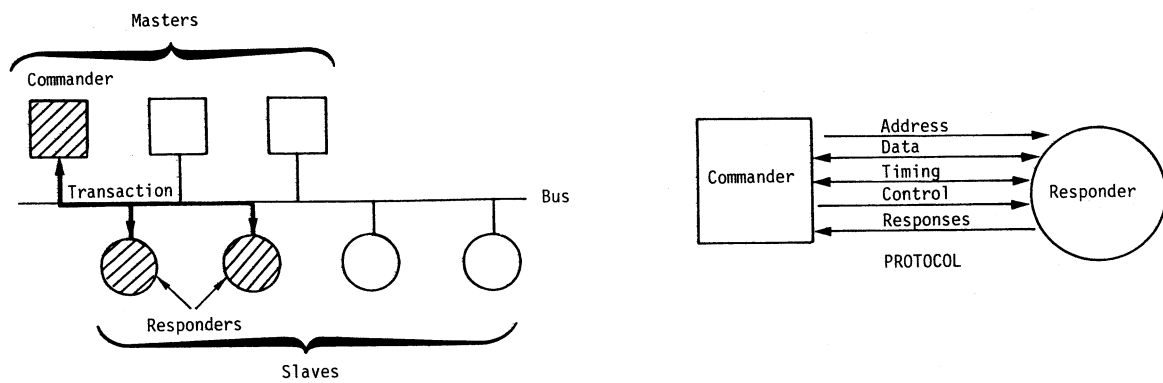 Masters
Commander
Transaction
Bus
Responders
Slaves
Address
Data
Timing
Control
Responses
Commander
Responder
PROTOCOL